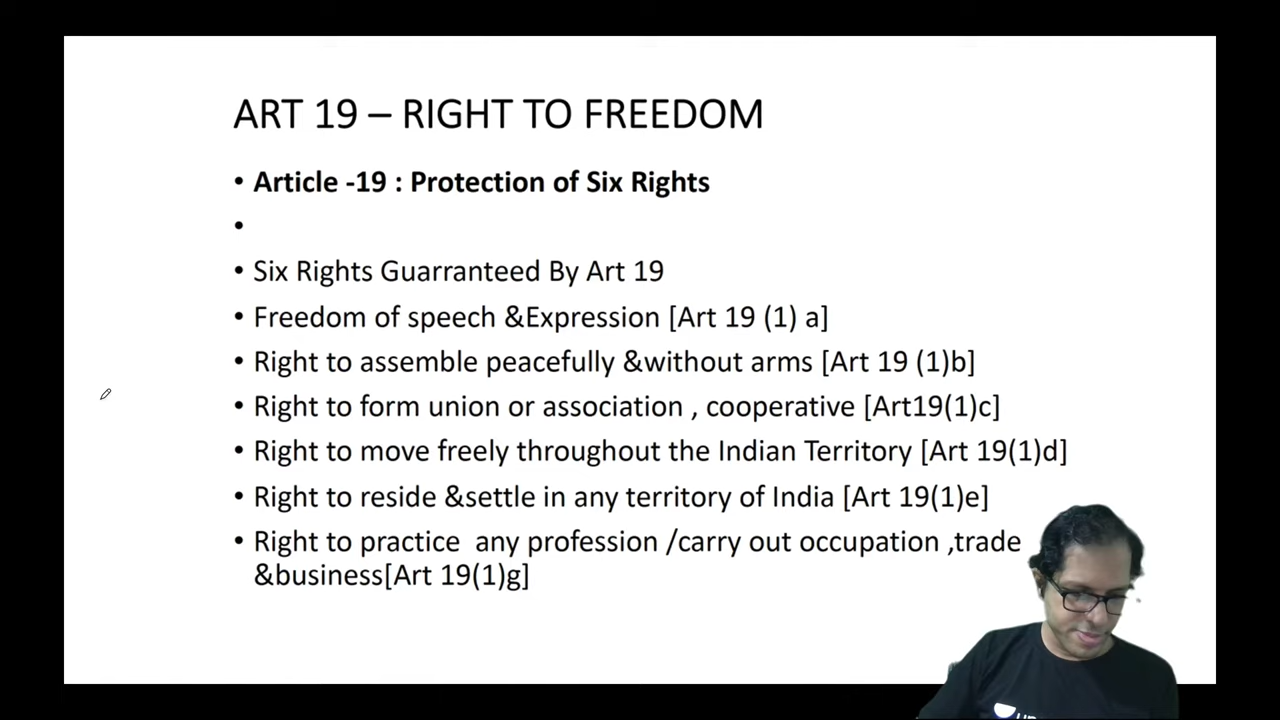 ART 19 – RIGHT TO FREEDOM
• Article -19 : Protection of Six Rights
•
• Six Rights Guarranteed By Art 19
• Freedom of speech &Expression [Art 19 (1) a]
• Right to assemble peacefully &without arms [Art 19 (1)b]
• Right to form union or association , cooperative [Art19(1)c]
• Right to move freely throughout the Indian Territory [Art 19(1)d]
• Right to reside &settle in any territory of India [Art 19(1)e]
• Right to practice any profession /carry out occupation ,trade
&business[Art 19(1)g]